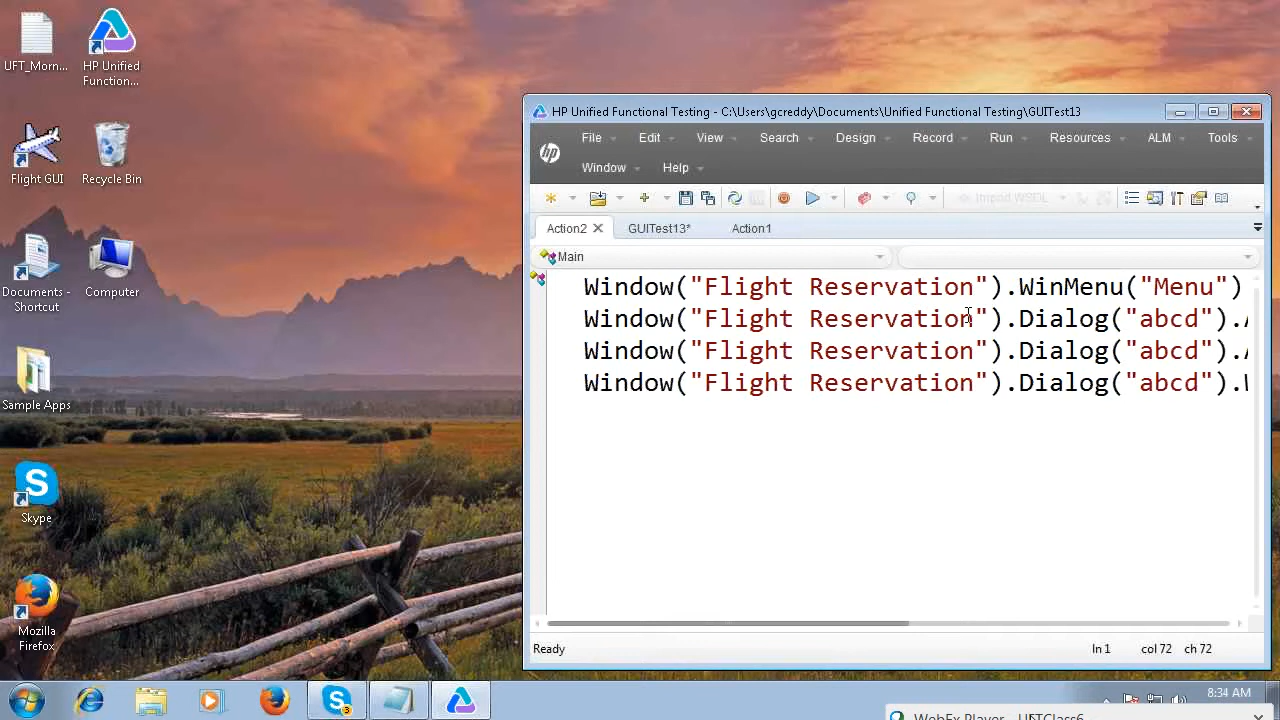 UFT_Morn...
HP Unified
Function...
Flight GUI
Recycle Bin
Documents -
Shortcut
Computer
Sample Apps
Skype
Mozilla
Firefox
HP Unified Functional Testing - C:\Users\gcreddy\Documents\Unified Functional Testing\GUITest13
hp
File Edit View Search Design Record Run Resources ALM Tools
Window Help
Import WSDL
Action2 GUITest13* Action1
Main
Window("Flight Reservation").WinMenu("Menu")
Window("Flight Reservation").Dialog("abcd").
Window("Flight Reservation").Dialog("abcd").
Window("Flight Reservation").Dialog("abcd").
Ready ln 1 col 72 ch 72
3
8:34 AM
WebEx Player - UFTClass6